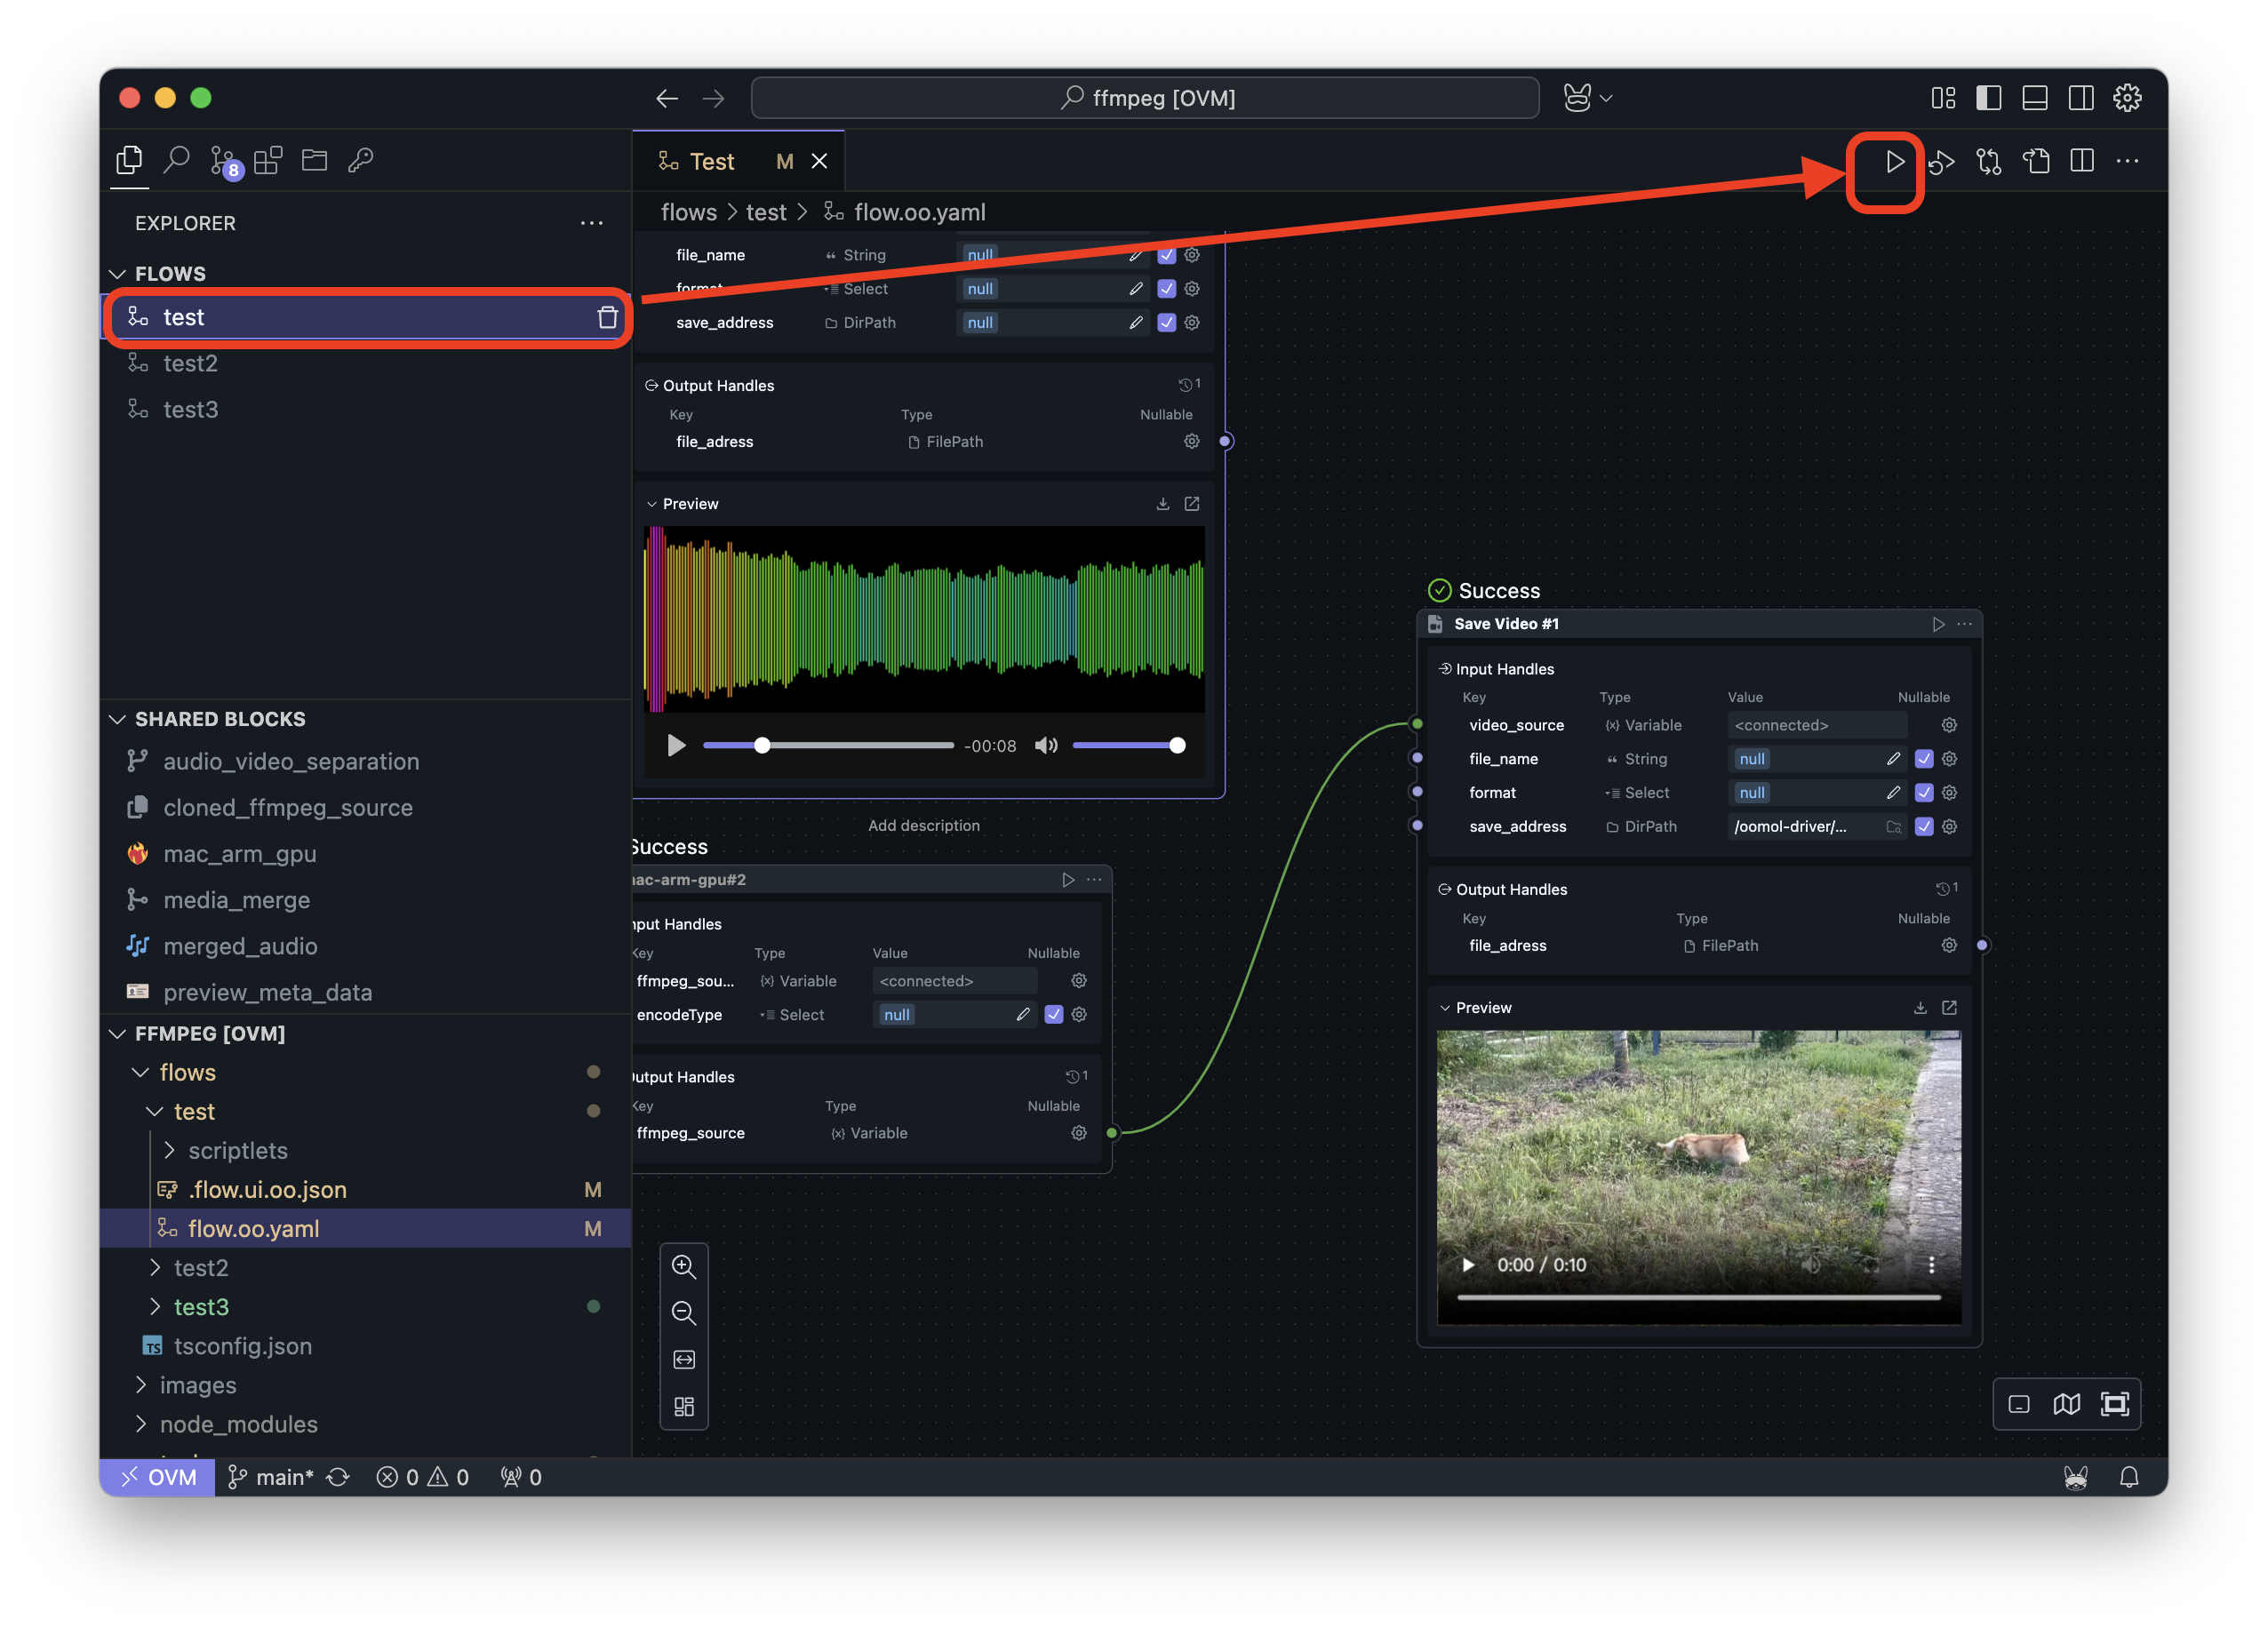 ffmpeg [OVM]
8
Test M
EXPLORER
flows > test > flow.oo.yaml
FLOWS
test
test2
test3
file_name String null
Select null
save_address DirPath null
Output Handles 1
Key Type Nullable
file_adress FilePath
Preview
-00:08
Add description
Success
mac-arm-gpu#2
Input Handles
Key Type Value Nullable
ffmpeg_sou... {x} Variable <connected>
encodeType Select null
Output Handles 1
Key Type Nullable
ffmpeg_source {x} Variable
Success
Save Video #1
Input Handles
Key Type Value Nullable
video_source {x} Variable <connected>
file_name String null
format Select null
save_address DirPath /oomol-driver/...
Output Handles 1
Key Type Nullable
file_adress FilePath
Preview
0:00 / 0:10
SHARED BLOCKS
audio_video_separation
cloned_ffmpeg_source
mac_arm_gpu
media_merge
merged_audio
preview_meta_data
FFMPEG [OVM]
flows
test
scriptlets
.flow.ui.oo.json M
flow.oo.yaml M
test2
test3
TS tsconfig.json
images
node_modules
OVM main* 0 0 0